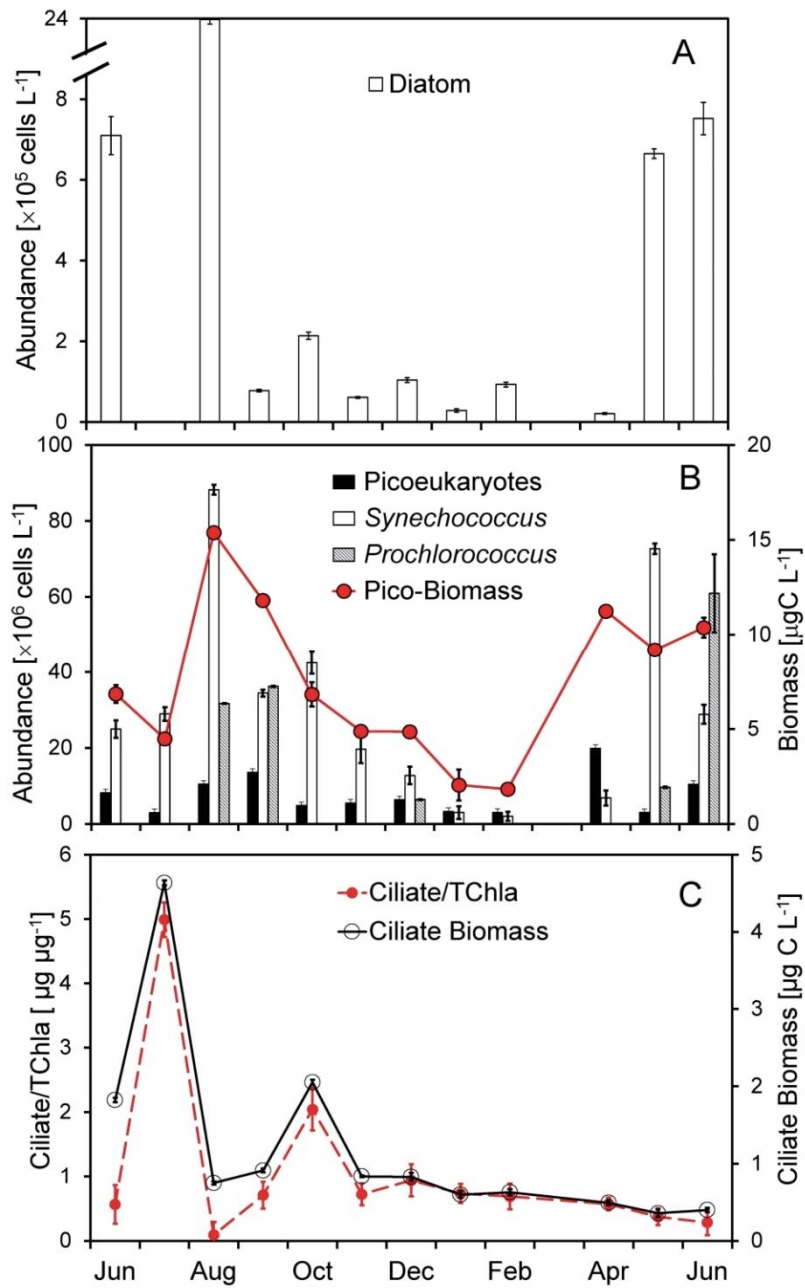 24
A
Diatom
8
6
4
2
0
Abundance [×10⁵ cells L⁻¹]
100
20
B
Picoeukaryotes
Synechococcus
Prochlorococcus
Pico-Biomass
80
60
40
20
0
15
10
5
0
Abundance [×10⁶ cells L⁻¹]
Biomass [µgC L⁻¹]
6
5
C
Ciliate/TChla
Ciliate Biomass
5
4
3
2
1
0
4
3
2
1
0
Ciliate/TChla [ µg µg⁻¹]
Ciliate Biomass [µg C L⁻¹]
Jun Aug Oct Dec Feb Apr Jun